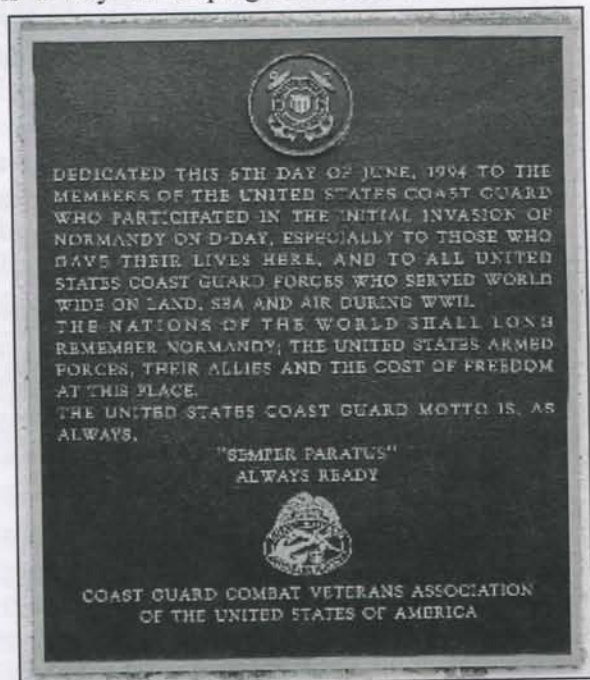 DEDICATED THIS 6TH DAY OF JUNE, 1994 TO THE
MEMBERS OF THE UNITED STATES COAST GUARD
WHO PARTICIPATED IN THE INITIAL INVASION OF
NORMANDY ON D-DAY, ESPECIALLY TO THOSE WHO
GAVE THEIR LIVES HERE, AND TO ALL UNITED
STATES COAST GUARD FORCES WHO SERVED WORLD
WIDE ON LAND, SEA AND AIR DURING WWII.
THE NATIONS OF THE WORLD SHALL LONG
REMEMBER NORMANDY; THE UNITED STATES ARMED
FORCES, THEIR ALLIES AND THE COST OF FREEDOM
AT THIS PLACE.
THE UNITED STATES COAST GUARD MOTTO IS, AS
ALWAYS,
"SEMPER PARATUS"
ALWAYS READY
COAST GUARD COMBAT VETERANS ASSOCIATION
OF THE UNITED STATES OF AMERICA